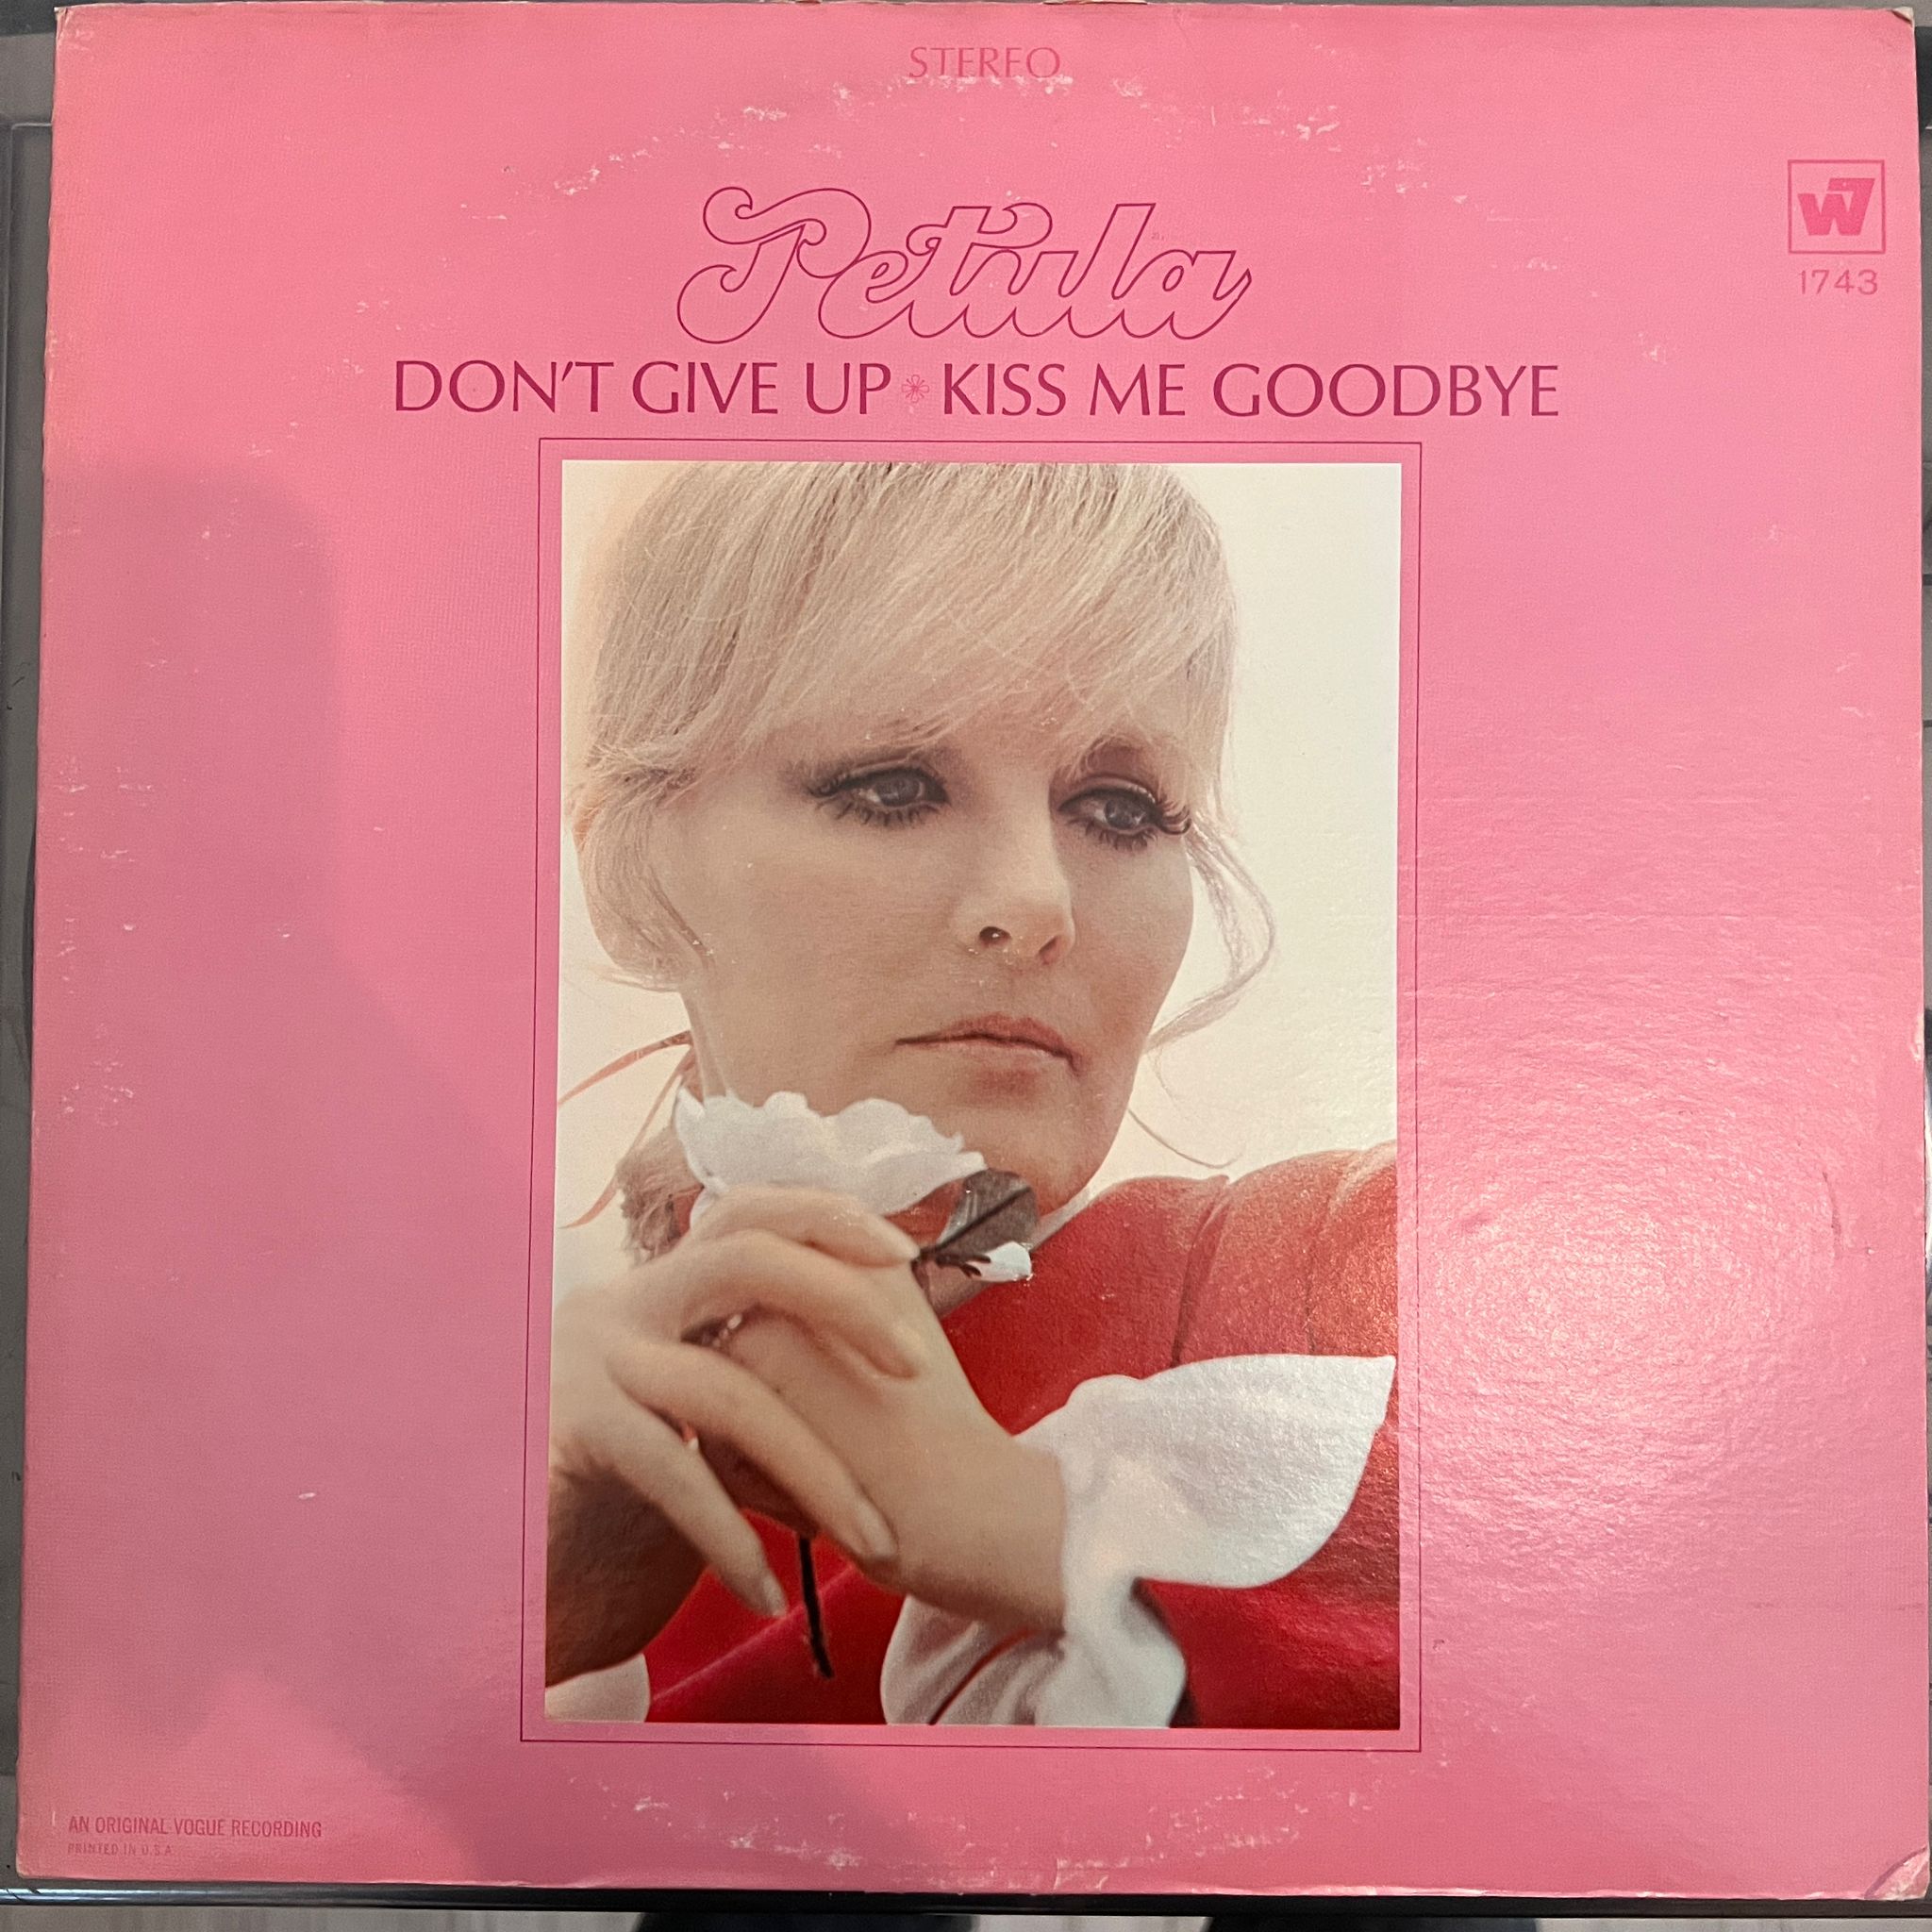 STEREO
Petula
W7
1743
DON'T GIVE UP * KISS ME GOODBYE
AN ORIGINAL VOGUE RECORDING
PRINTED IN U.S.A.